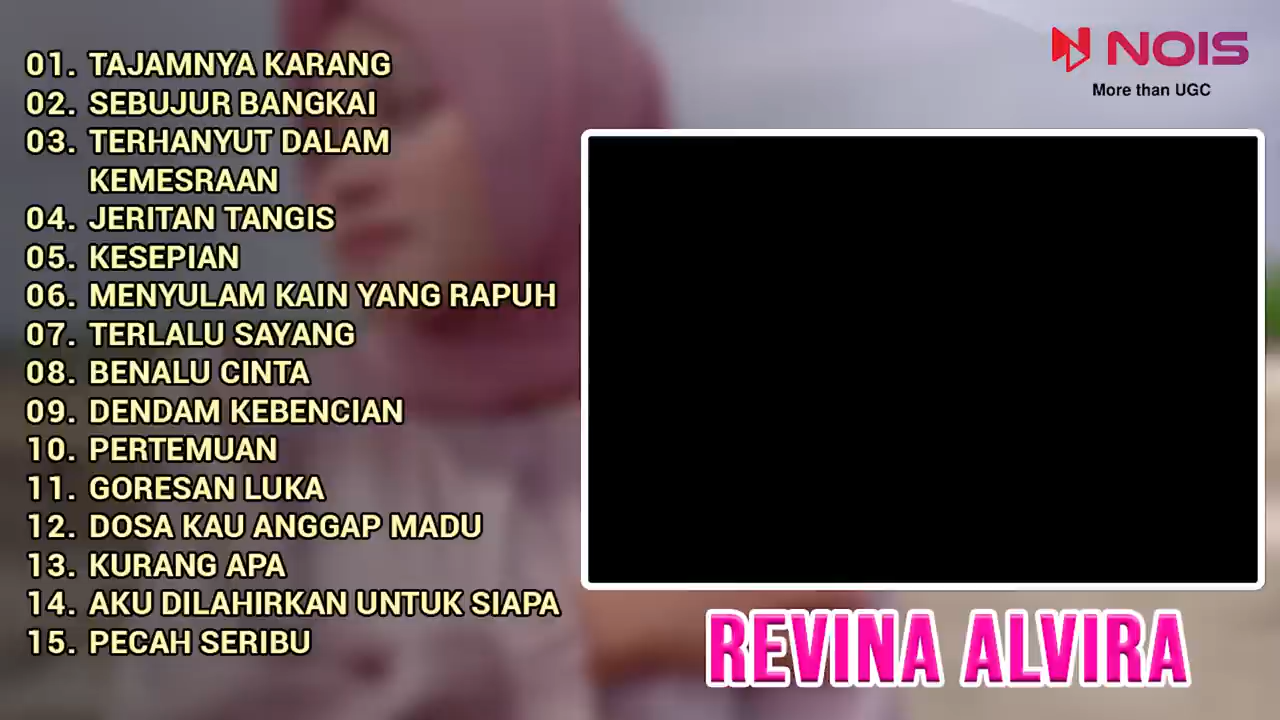 01. TAJAMNYA KARANG
02. SEBUJUR BANGKAI
03. TERHANYUT DALAM
KEMESRAAN
04. JERITAN TANGIS
05. KESEPIAN
06. MENYULAM KAIN YANG RAPUH
07. TERLALU SAYANG
08. BENALU CINTA
09. DENDAM KEBENCIAN
10. PERTEMUAN
11. GORESAN LUKA
12. DOSA KAU ANGGAP MADU
13. KURANG APA
14. AKU DILAHIRKAN UNTUK SIAPA
15. PECAH SERIBU
NOIS
More than UGC
REVINA ALVIRA